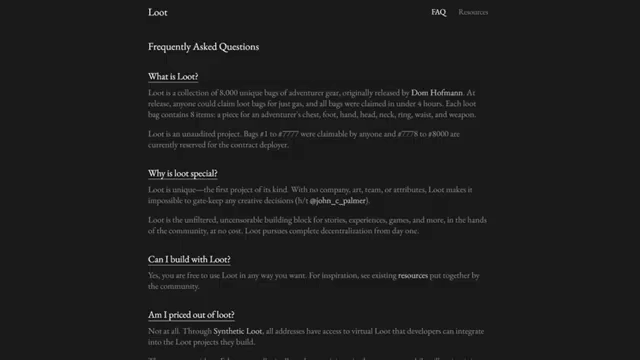 Loot
FAQ
Resources
Frequently Asked Questions
What is Loot?
Loot is a collection of 8,000 unique bags of adventurer gear, originally released by Dom Hofmann. At
release, anyone could claim loot bags for just gas, and all bags were claimed in under 4 hours. Each loot
bag contains 8 items: a piece for an adventurer's chest, foot, hand, head, neck, ring, waist, and weapon.
Loot is an unaudited project. Bags #1 to #7777 were claimable by anyone and #7778 to #8000 are
currently reserved for the contract deployer.
Why is loot special?
Loot is unique—the first project of its kind. With no company, art, team, or attributes, Loot makes it
impossible to gate-keep any creative decisions (h/t @john_c_palmer).
Loot is the unfiltered, uncensorable building block for stories, experiences, games, and more, in the hands
of the community, at no cost. Loot pursues complete decentralization from day one.
Can I build with Loot?
Yes, you are free to use Loot in any way you want. For inspiration, see existing resources put together by
the community.
Am I priced out of loot?
Not at all. Through Synthetic Loot, all addresses have access to virtual Loot that developers can integrate
into the Loot projects they build.